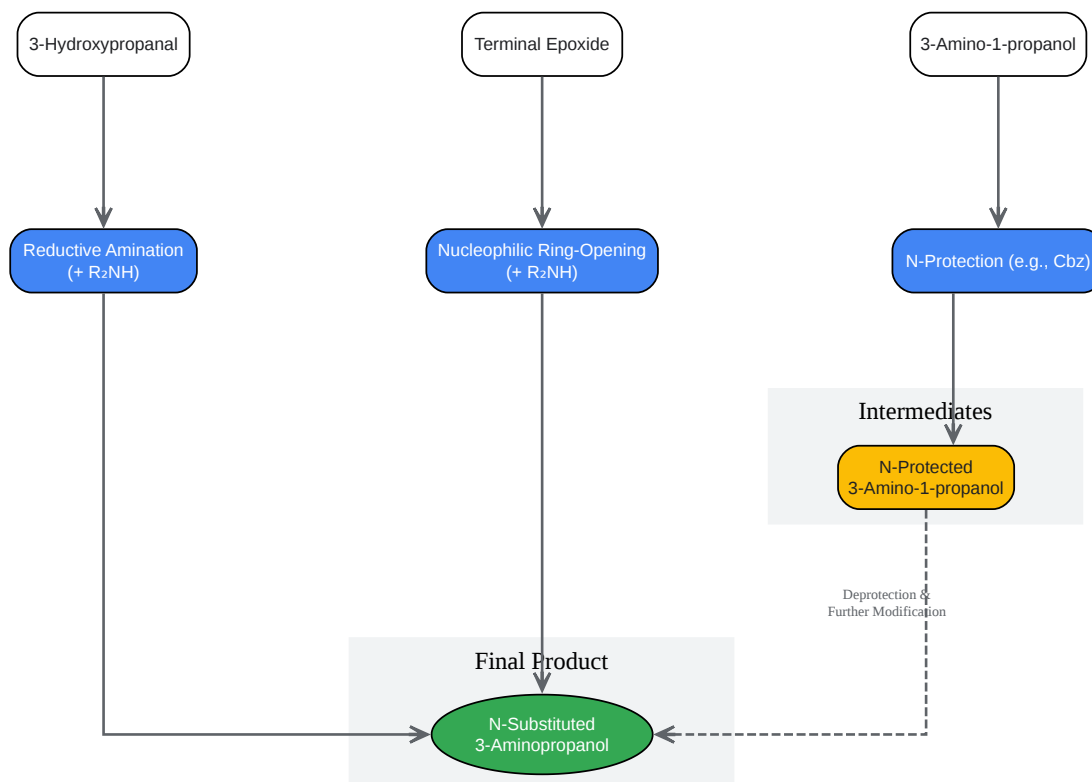 3-Hydroxypropanal
Terminal Epoxide
3-Amino-1-propanol
Reductive Amination
(+ R₂NH)
Nucleophilic Ring-Opening
(+ R₂NH)
N-Protection (e.g., Cbz)
Intermediates
N-Protected
3-Amino-1-propanol
Deprotection &
Further Modification
Final Product
N-Substituted
3-Aminopropanol